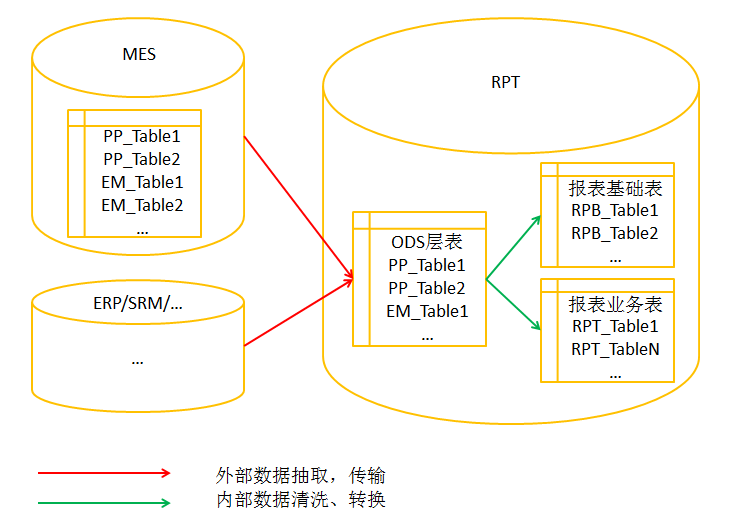 MES
PP_Table1
PP_Table2
EM_Table1
EM_Table2
...
ERP/SRM/...
...
RPT
ODS层表
PP_Table1
PP_Table2
EM_Table1
...
报表基础表
RPB_Table1
RPB_Table2
...
报表业务表
RPT_Table1
RPT_TableN
...
外部数据抽取，传输
内部数据清洗、转换